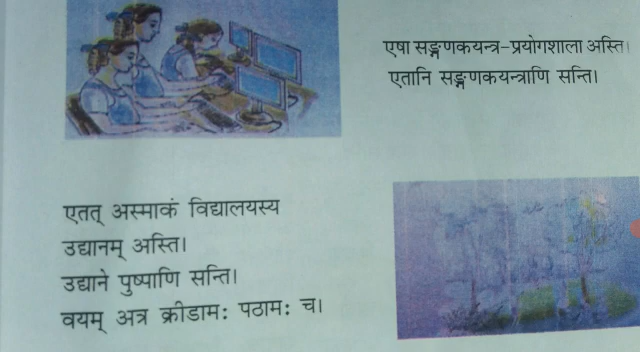 एषा सङ्गणकयन्त्र-प्रयोगशाला अस्ति।
एतानि सङ्गणकयन्त्राणि सन्ति।
एतत् अस्माकं विद्यालयस्य
उद्यानम् अस्ति।
उद्याने पुष्पाणि सन्ति।
वयम् अत्र क्रीडामः पठामः च।